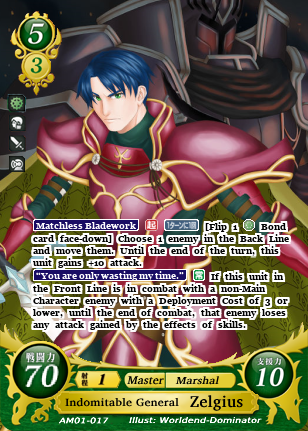 5
3
Matchless Bladework 起 1ターンに1回 [Flip 1 Bond
card face-down] Choose 1 enemy in the Back Line
and move them. Until the end of the turn, this
unit gains +10 attack.
"You are only wasting my time." 常 If this unit in
the Front Line is in combat with a non-Main
Character enemy with a Deployment Cost of 3 or
lower, until the end of combat, that enemy loses
any attack gained by the effects of skills.
戦闘力
70
射程 1 Master Marshal
支援力
10
Indomitable General Zelgius
AM01-017 Illust: Worldend-Dominator